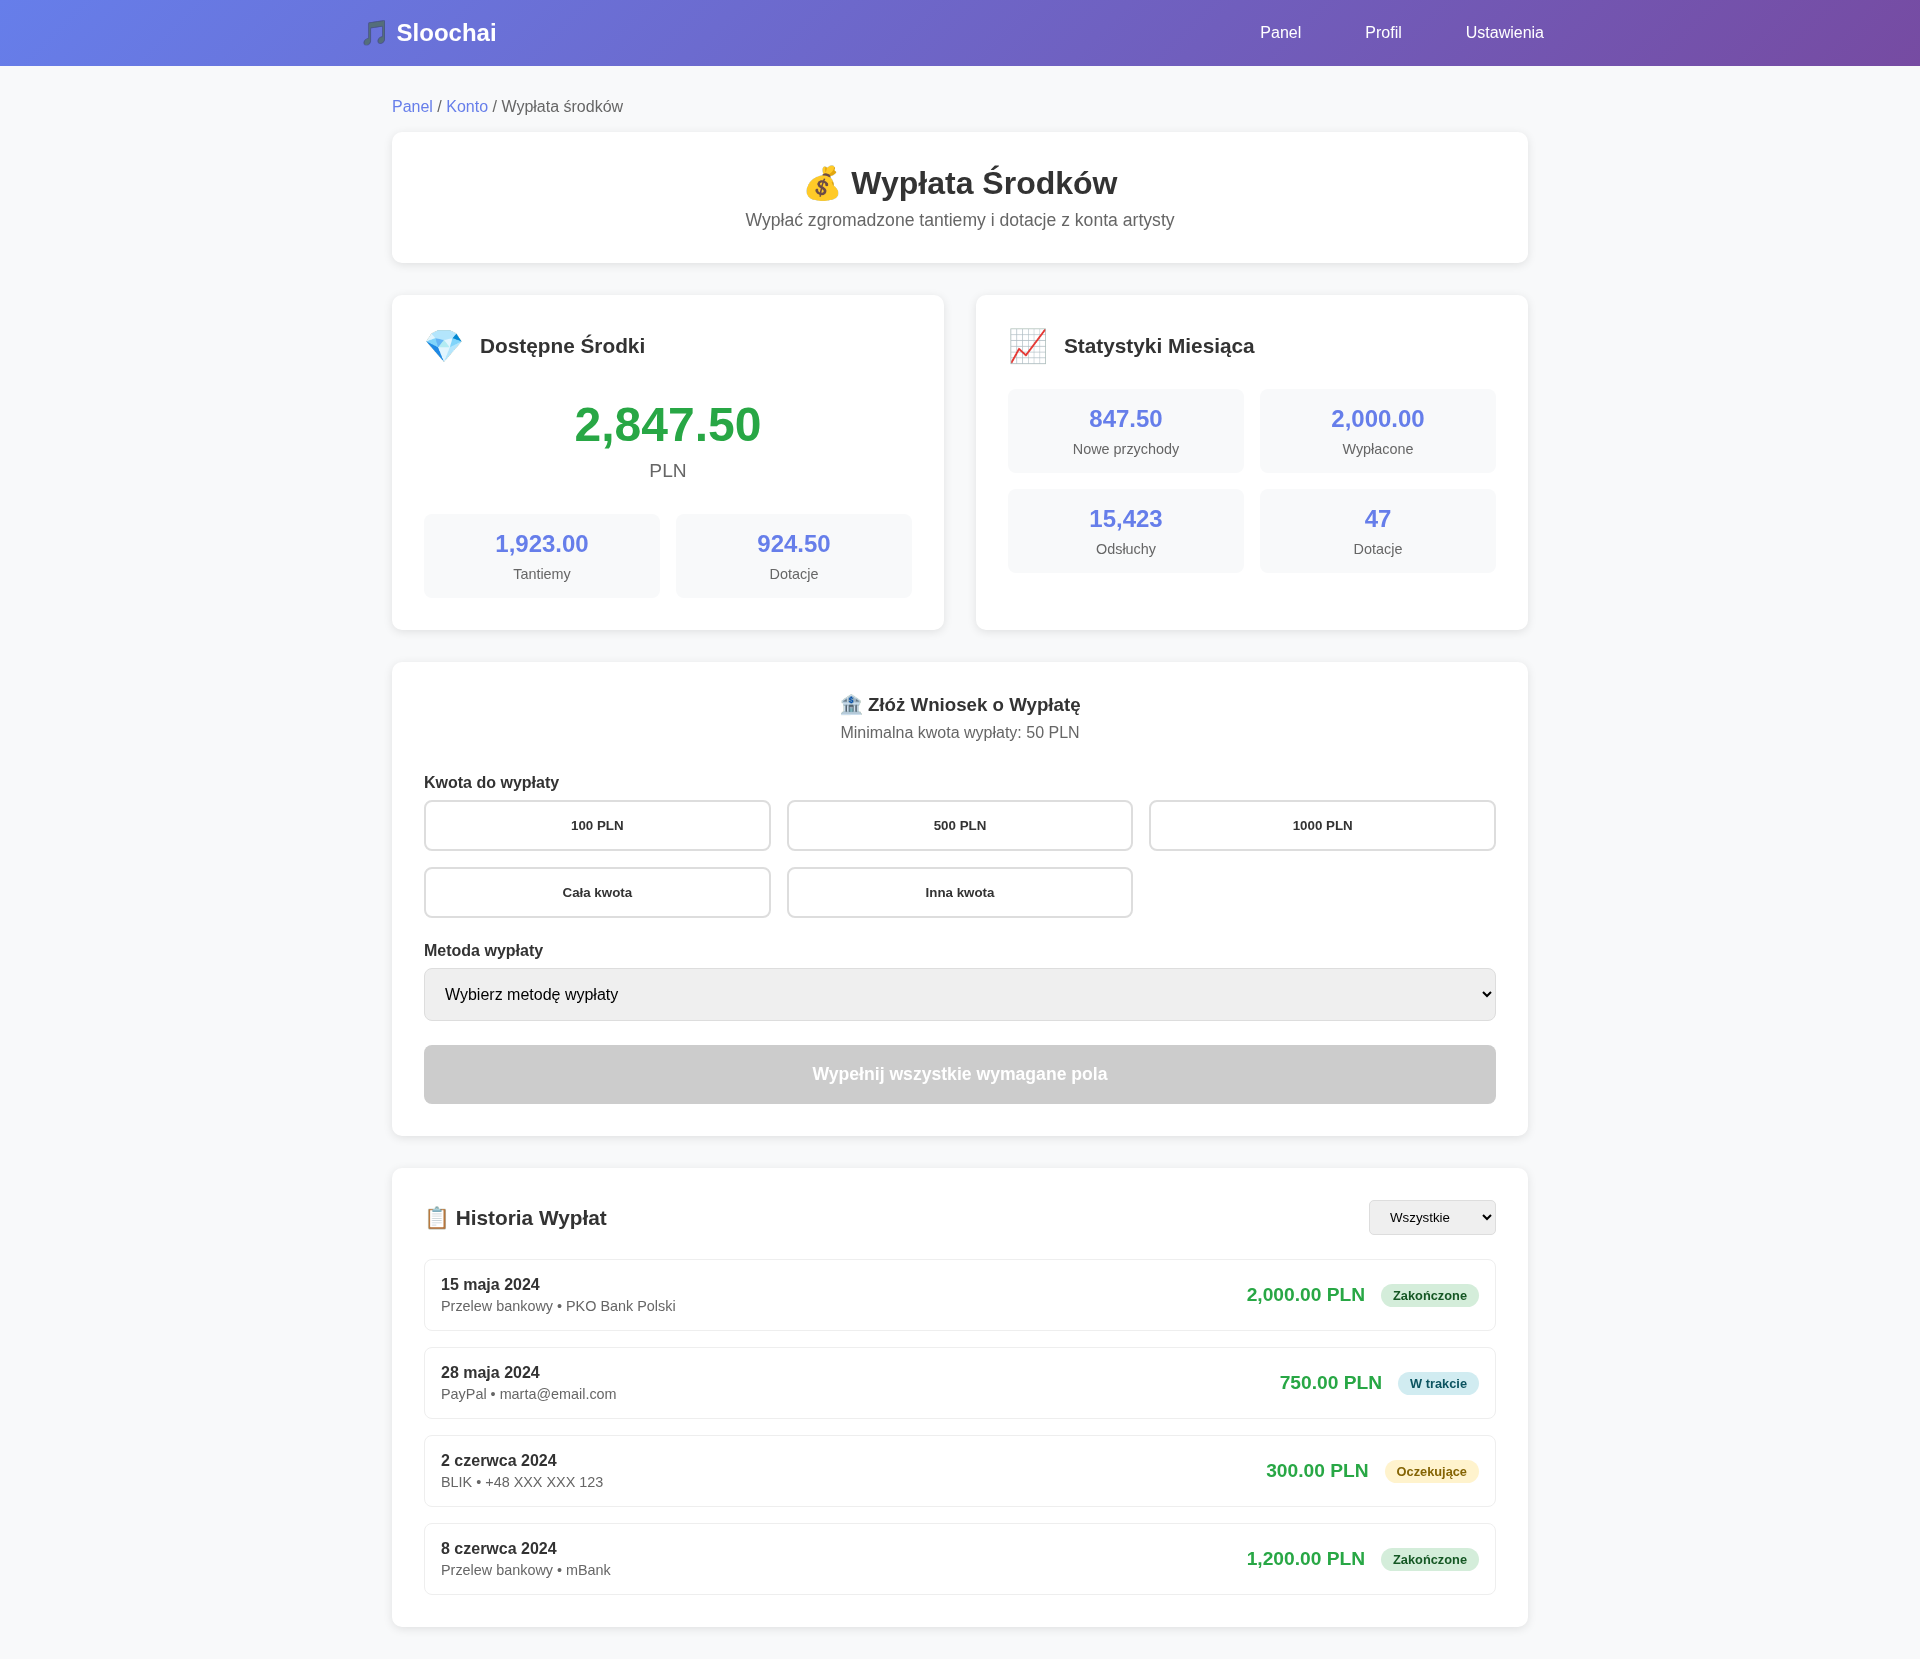 🎵 Sloochai
Panel Profil Ustawienia
Panel / Konto / Wypłata środków
💰 Wypłata Środków
Wypłać zgromadzone tantiemy i dotacje z konta artysty
💎 Dostępne Środki
2,847.50
PLN
1,923.00
Tantiemy
924.50
Dotacje
📈 Statystyki Miesiąca
847.50
Nowe przychody
2,000.00
Wypłacone
15,423
Odsłuchy
47
Dotacje
🏦 Złóż Wniosek o Wypłatę
Minimalna kwota wypłaty: 50 PLN
Kwota do wypłaty
100 PLN
500 PLN
1000 PLN
Cała kwota
Inna kwota
Metoda wypłaty
Wybierz metodę wypłaty
Wypełnij wszystkie wymagane pola
📋 Historia Wypłat
Wszystkie
15 maja 2024
Przelew bankowy • PKO Bank Polski
2,000.00 PLN
Zakończone
28 maja 2024
PayPal • marta@email.com
750.00 PLN
W trakcie
2 czerwca 2024
BLIK • +48 XXX XXX 123
300.00 PLN
Oczekujące
8 czerwca 2024
Przelew bankowy • mBank
1,200.00 PLN
Zakończone